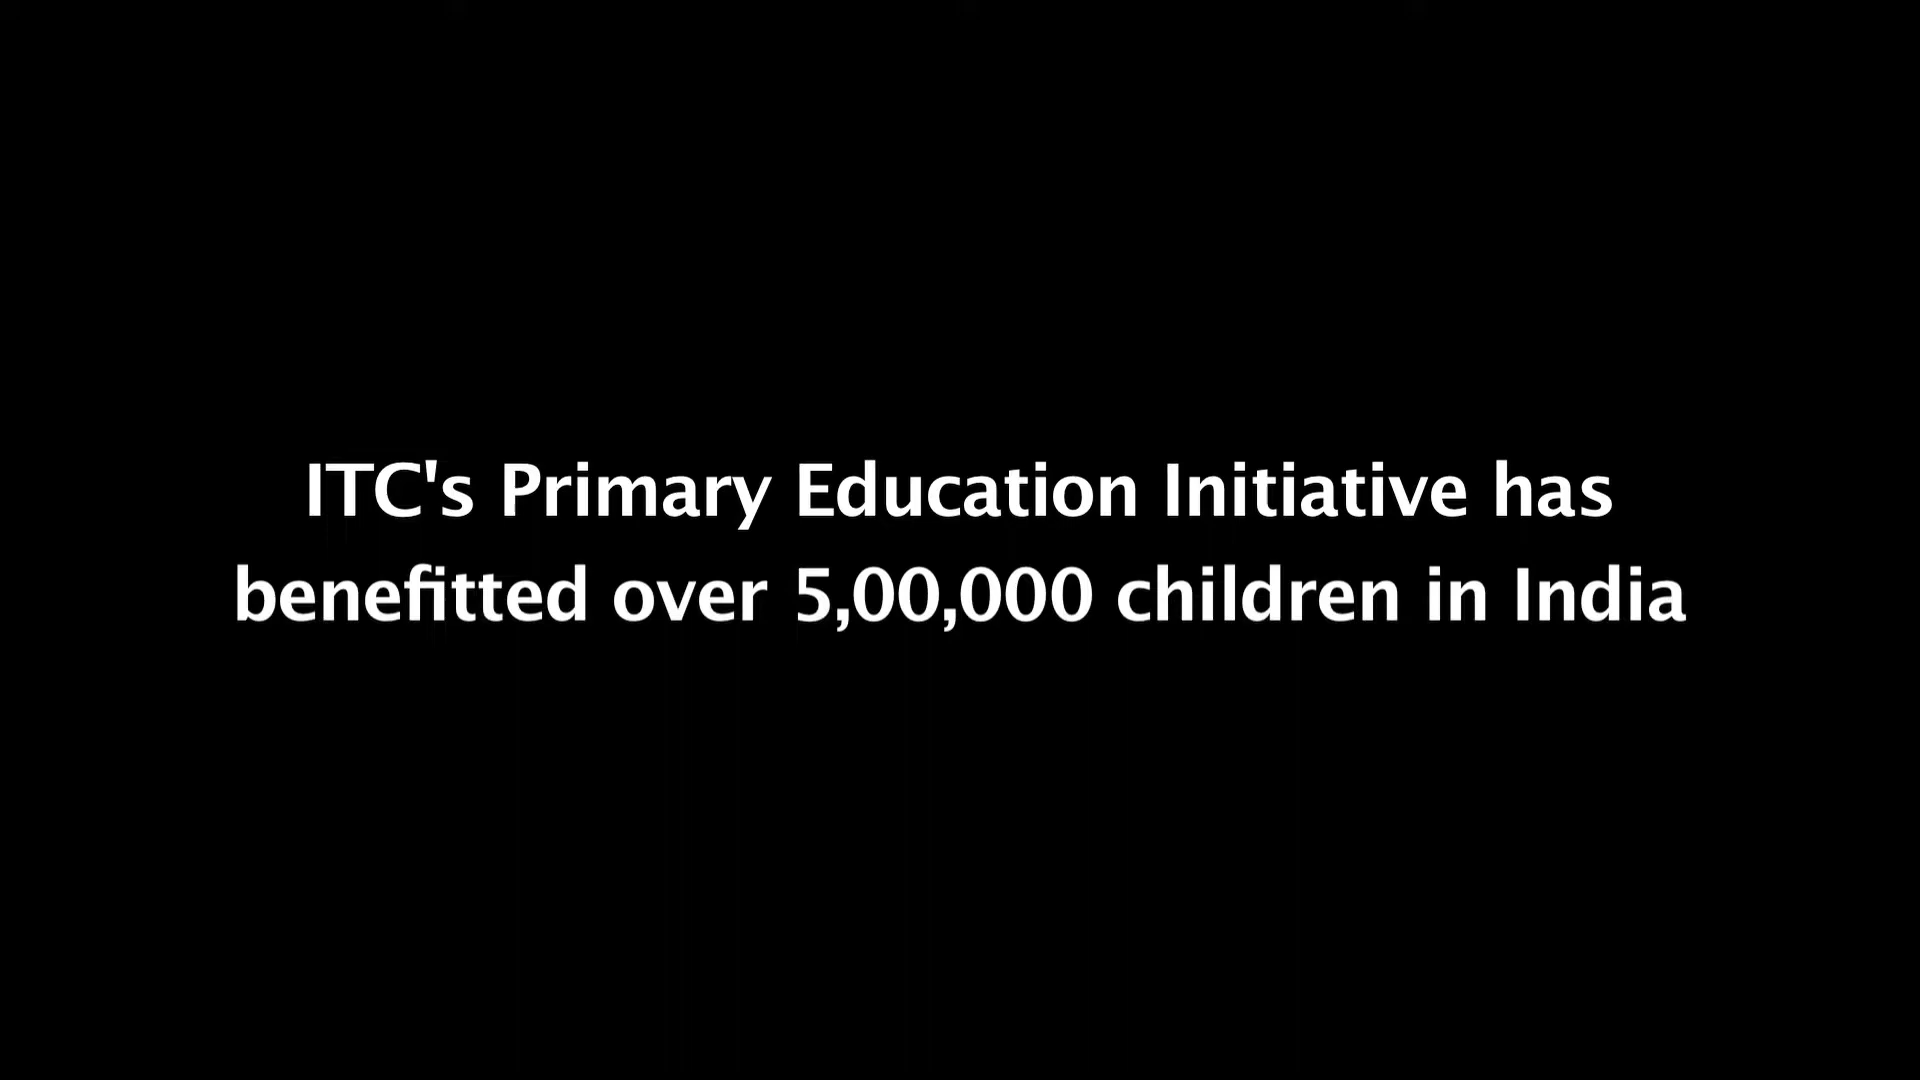 ITC's Primary Education Initiative has
benefitted over 5,00,000 children in India